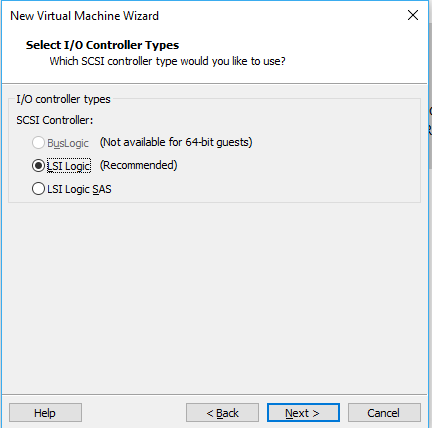 New Virtual Machine Wizard
Select I/O Controller Types
Which SCSI controller type would you like to use?
I/O controller types
SCSI Controller:
BusLogic (Not available for 64-bit guests)
LSI Logic (Recommended)
LSI Logic SAS
Help < Back Next > Cancel